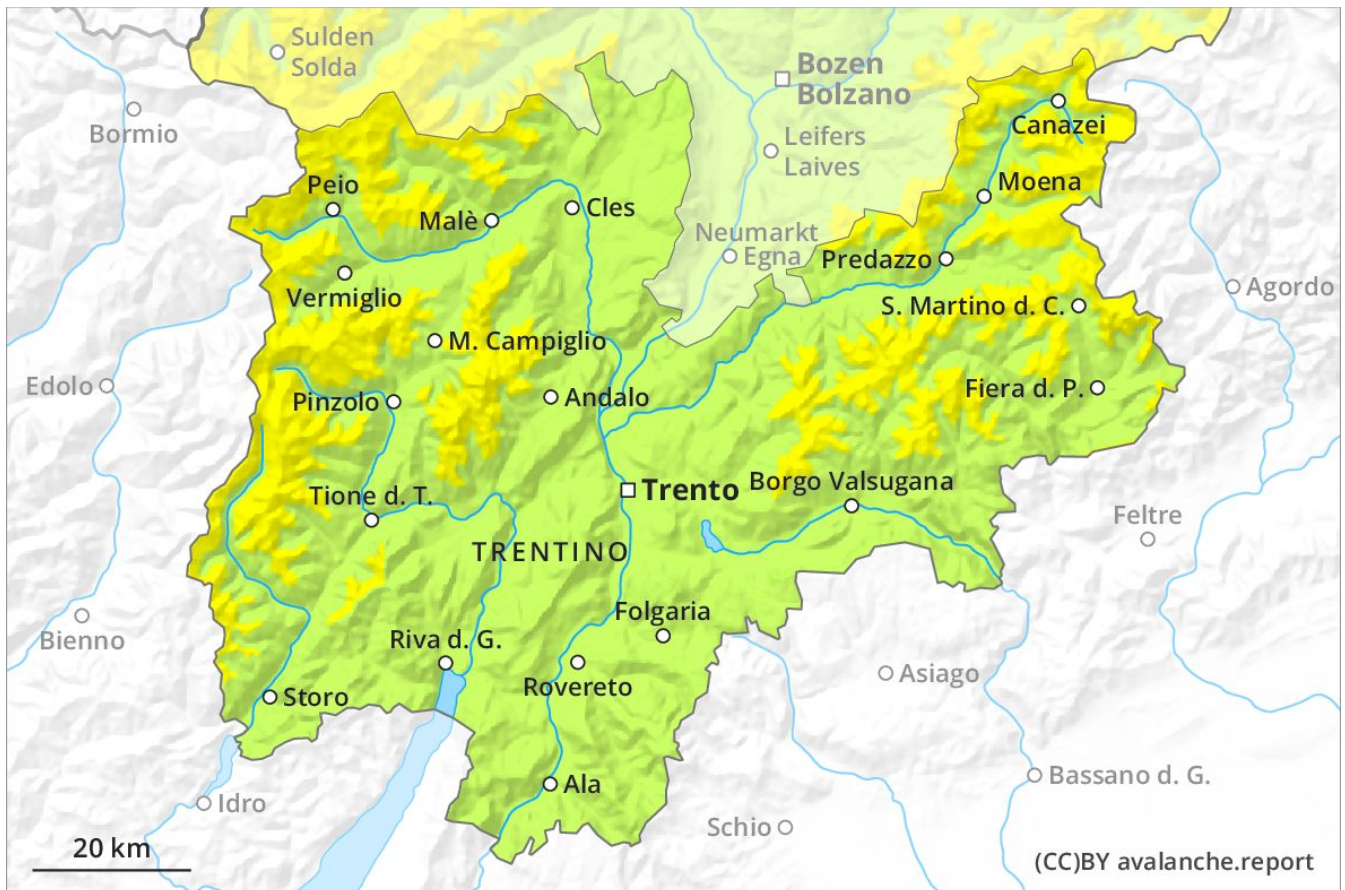 Sulden
Solda
Bozen
Bolzano
Bormio
Canazei
Leifers
Laives
Peio
Moena
Malè
Cles
Neumarkt
Egna
Predazzo
Vermiglio
Agordo
S. Martino d. C.
M. Campiglio
Edolo
Andalo
Fiera d. P.
Pinzolo
Trento
Borgo Valsugana
Tione d. T.
Feltre
TRENTINO
Folgaria
Bienno
Riva d. G.
Asiago
Rovereto
Storo
Bassano d. G.
Ala
Idro
Schio
20 km
(CC)BY avalanche.report